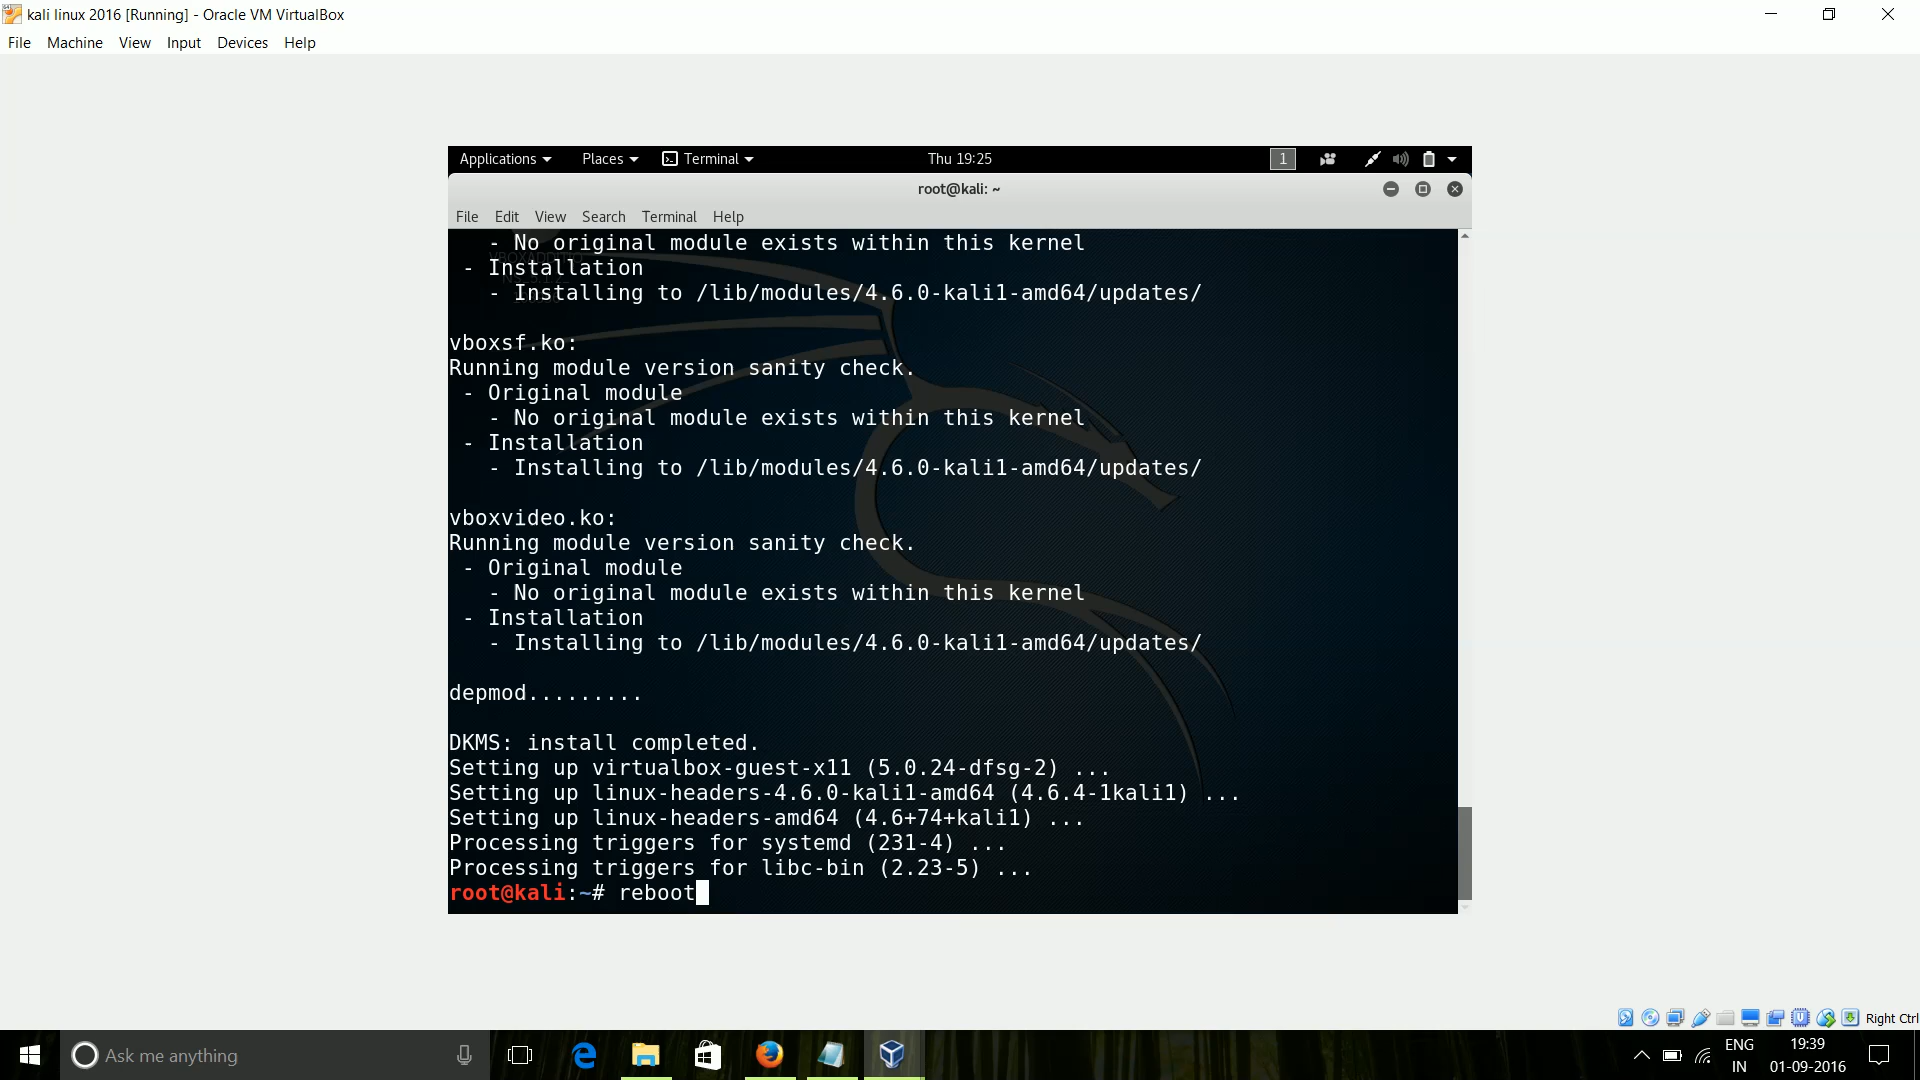 kali linux 2016 [Running] - Oracle VM VirtualBox
File Machine View Input Devices Help
Applications Places Terminal Thu 19:25 1
root@kali: ~
File Edit View Search Terminal Help
- No original module exists within this kernel
- Installation
- Installing to /lib/modules/4.6.0-kali1-amd64/updates/
vboxsf.ko:
Running module version sanity check.
- Original module
- No original module exists within this kernel
- Installation
- Installing to /lib/modules/4.6.0-kali1-amd64/updates/
vboxvideo.ko:
Running module version sanity check.
- Original module
- No original module exists within this kernel
- Installation
- Installing to /lib/modules/4.6.0-kali1-amd64/updates/
depmod.........
DKMS: install completed.
Setting up virtualbox-guest-x11 (5.0.24-dfsg-2) ...
Setting up linux-headers-4.6.0-kali1-amd64 (4.6.4-1kali1) ...
Setting up linux-headers-amd64 (4.6+74+kali1) ...
Processing triggers for systemd (231-4) ...
Processing triggers for libc-bin (2.23-5) ...
root@kali:~# reboot
Right Ctrl
Ask me anything
ENG
IN
19:39
01-09-2016